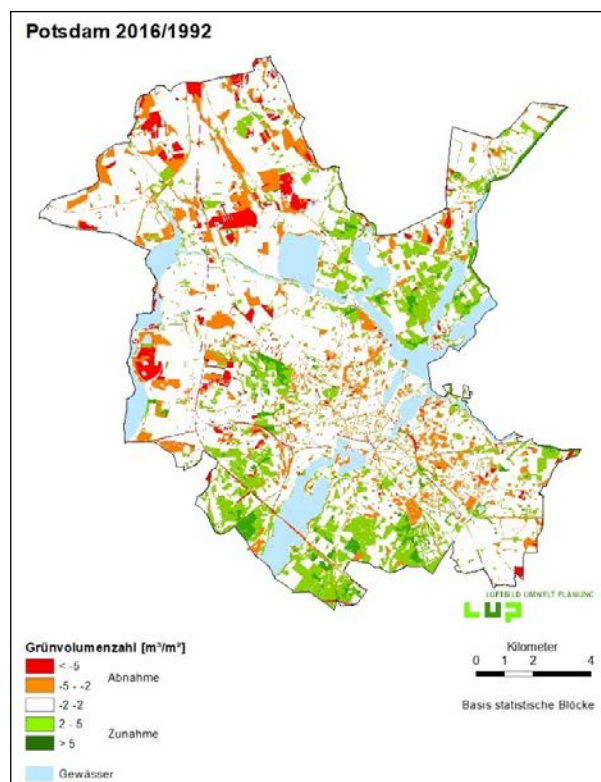 Potsdam 2016/1992
LUFTBILD UMWELT PLANUNG
LUP
Grünvolumenzahl [m³/m²]
< -5
-5 - -2
Abnahme
-2 - 2
2 - 5
Zunahme
> 5
Gewässer
Kilometer
0 1 2 4
Basis statistische Blöcke